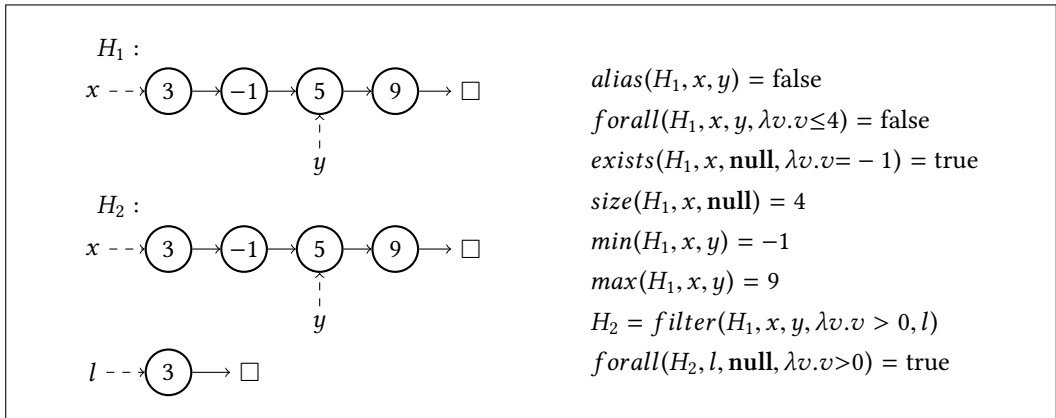 H₁ :
x 3 −1 5 9 □
y
H₂ :
x 3 −1 5 9 □
y
l 3 □
alias(H₁, x, y) = false
forall(H₁, x, y, λv.v≤4) = false
exists(H₁, x, null, λv.v= − 1) = true
size(H₁, x, null) = 4
min(H₁, x, y) = −1
max(H₁, x, y) = 9
H₂ = filter(H₁, x, y, λv.v > 0, l)
forall(H₂, l, null, λv.v>0) = true